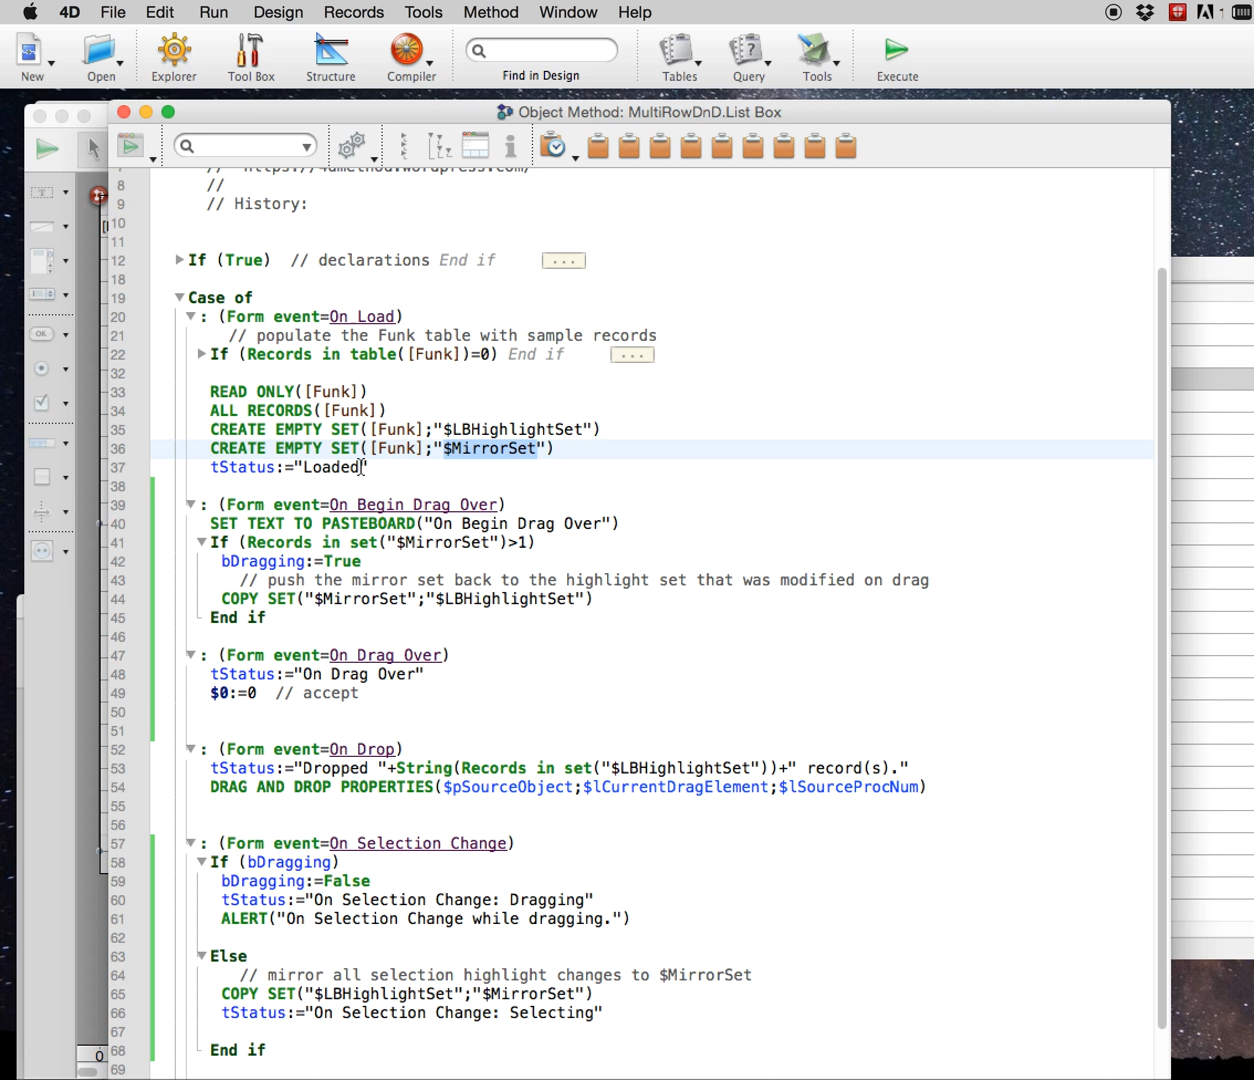 4D File Edit Run Design Records Tools Method Window Help
New Open Explorer Tool Box Structure Compiler Find in Design Tables Query Tools Execute
Object Method: MultiRowDnD.List Box
8 //
9 // History:
10
11
12 If (True) // declarations End if ...
18
19 Case of
20 : (Form event=On Load)
21 // populate the Funk table with sample records
22 If (Records in table([Funk])=0) End if ...
32
33 READ ONLY([Funk])
34 ALL RECORDS([Funk])
35 CREATE EMPTY SET([Funk];"$LBHighlightSet")
36 CREATE EMPTY SET([Funk];"$MirrorSet")
37 tStatus:="Loaded"
38
39 : (Form event=On Begin Drag Over)
40 SET TEXT TO PASTEBOARD("On Begin Drag Over")
41 If (Records in set("$MirrorSet")>1)
42 bDragging:=True
43 // push the mirror set back to the highlight set that was modified on drag
44 COPY SET("$MirrorSet";"$LBHighlightSet")
45 End if
46
47 : (Form event=On Drag Over)
48 tStatus:="On Drag Over"
49 $0:=0 // accept
50
51
52 : (Form event=On Drop)
53 tStatus:="Dropped "+String(Records in set("$LBHighlightSet"))+" record(s)."
54 DRAG AND DROP PROPERTIES($pSourceObject;$lCurrentDragElement;$lSourceProcNum)
55
56
57 : (Form event=On Selection Change)
58 If (bDragging)
59 bDragging:=False
60 tStatus:="On Selection Change: Dragging"
61 ALERT("On Selection Change while dragging.")
62
63 Else
64 // mirror all selection highlight changes to $MirrorSet
65 COPY SET("$LBHighlightSet";"$MirrorSet")
66 tStatus:="On Selection Change: Selecting"
67
68 End if
69
OK
0